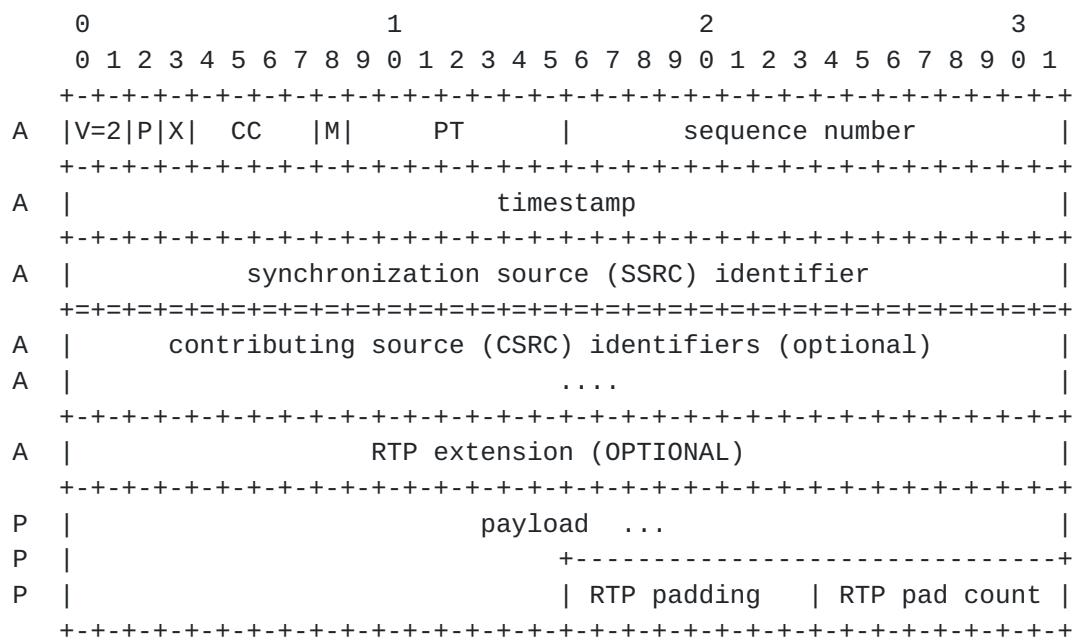 0                   1                   2                   3
0 1 2 3 4 5 6 7 8 9 0 1 2 3 4 5 6 7 8 9 0 1 2 3 4 5 6 7 8 9 0 1
+-+-+-+-+-+-+-+-+-+-+-+-+-+-+-+-+-+-+-+-+-+-+-+-+-+-+-+-+-+-+-+-+
A  |V=2|P|X|  CC   |M|     PT      |       sequence number         |
+-+-+-+-+-+-+-+-+-+-+-+-+-+-+-+-+-+-+-+-+-+-+-+-+-+-+-+-+-+-+-+-+
A  |                           timestamp                           |
+-+-+-+-+-+-+-+-+-+-+-+-+-+-+-+-+-+-+-+-+-+-+-+-+-+-+-+-+-+-+-+-+
A  |           synchronization source (SSRC) identifier            |
+=+=+=+=+=+=+=+=+=+=+=+=+=+=+=+=+=+=+=+=+=+=+=+=+=+=+=+=+=+=+=+=+
A  |      contributing source (CSRC) identifiers (optional)        |
A  |                               ....                            |
+-+-+-+-+-+-+-+-+-+-+-+-+-+-+-+-+-+-+-+-+-+-+-+-+-+-+-+-+-+-+-+-+
A  |                   RTP extension (OPTIONAL)                    |
+-+-+-+-+-+-+-+-+-+-+-+-+-+-+-+-+-+-+-+-+-+-+-+-+-+-+-+-+-+-+-+-+
P  |                          payload  ...                         |
P  |                               +-------------------------------+
P  |                               | RTP padding   | RTP pad count |
+-+-+-+-+-+-+-+-+-+-+-+-+-+-+-+-+-+-+-+-+-+-+-+-+-+-+-+-+-+-+-+-+